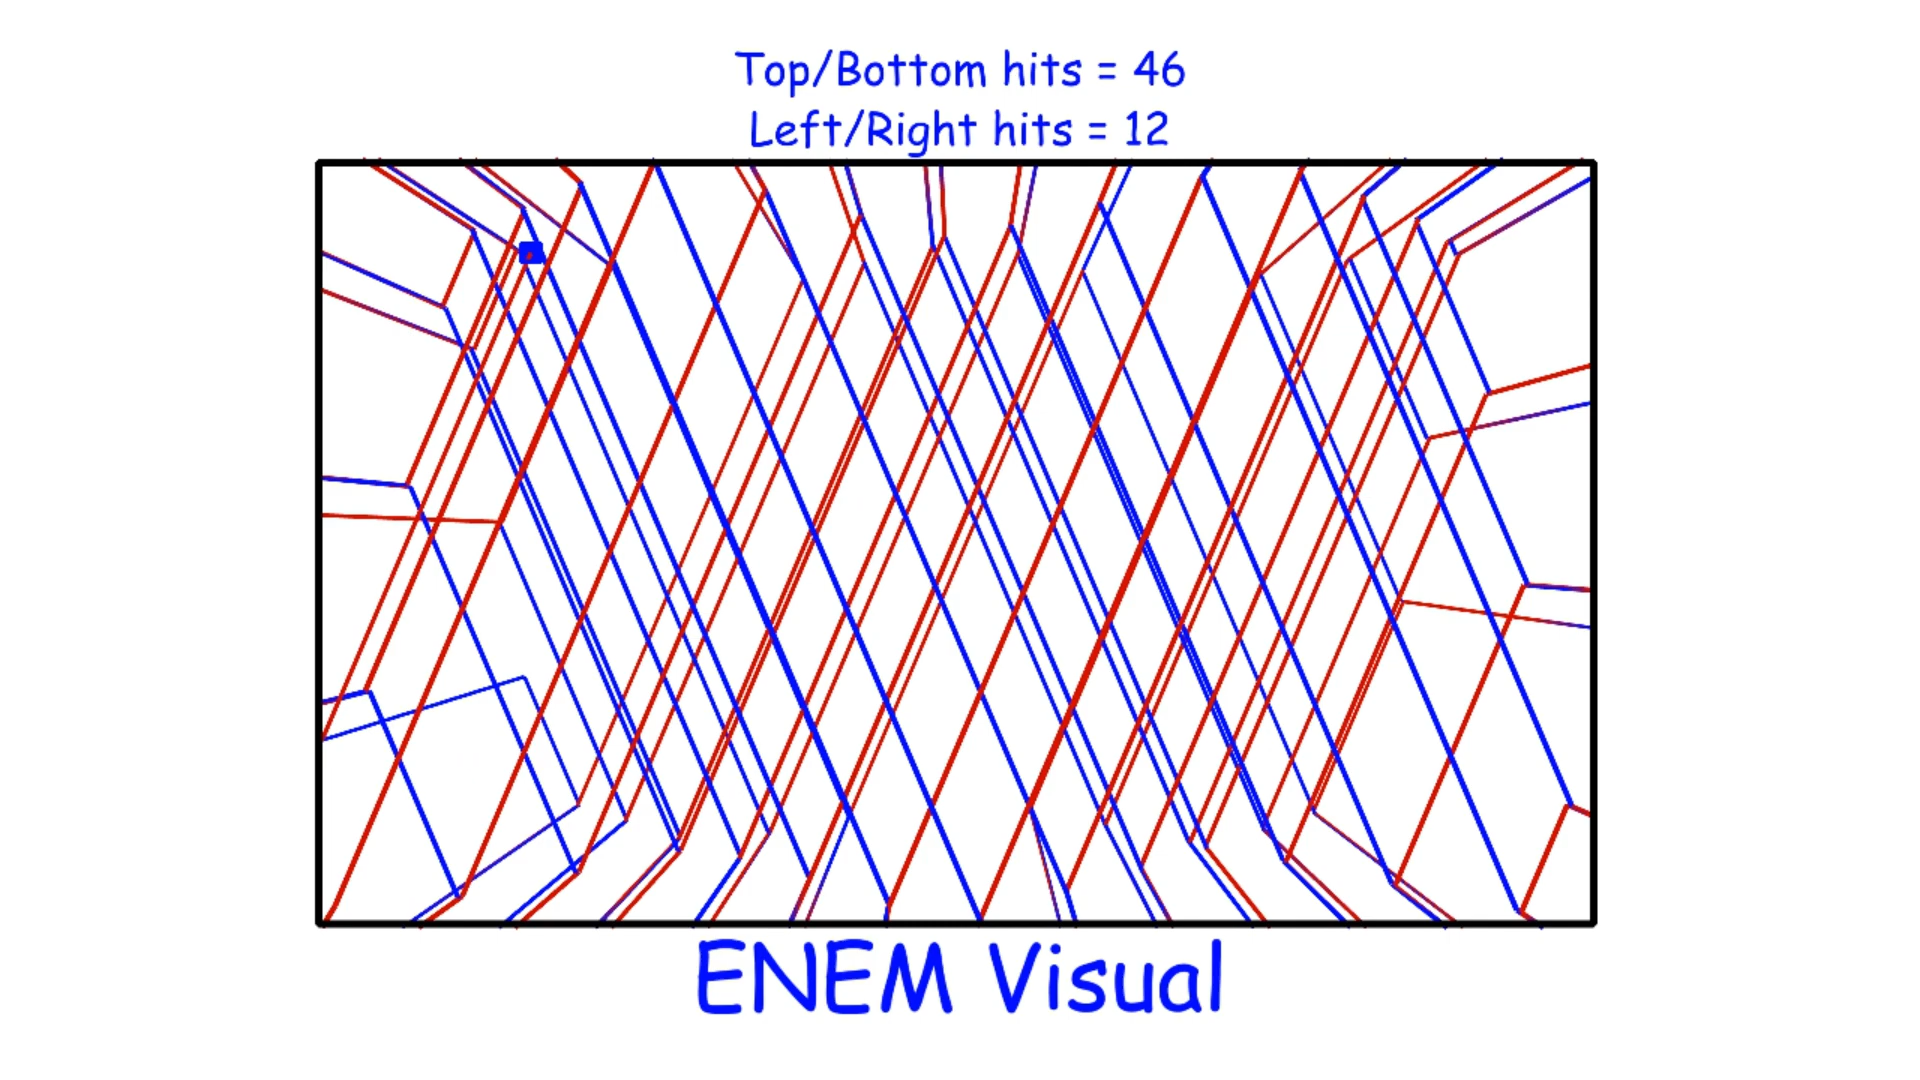 Top/Bottom hits = 46
Left/Right hits = 12
ENEM Visual